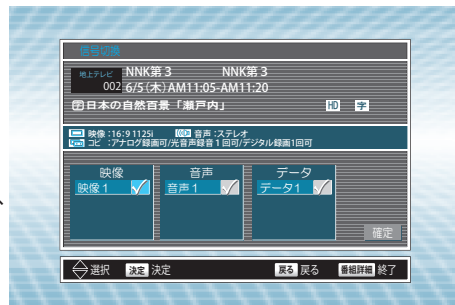 信号切換
地上テレビ NNK第3 NNK第3
002 6/5(木)AM11:05-AM11:20
字日本の自然百景「瀬戸内」 HD 字
映像:16:9 1125i 音声:ステレオ
コピ :アナログ録画可/光音声録音1回可/デジタル録画1回可
映像 音声 データ
映像1 音声1 データ1
確定
選択 決定 決定 戻る 戻る 番組詳細 終了